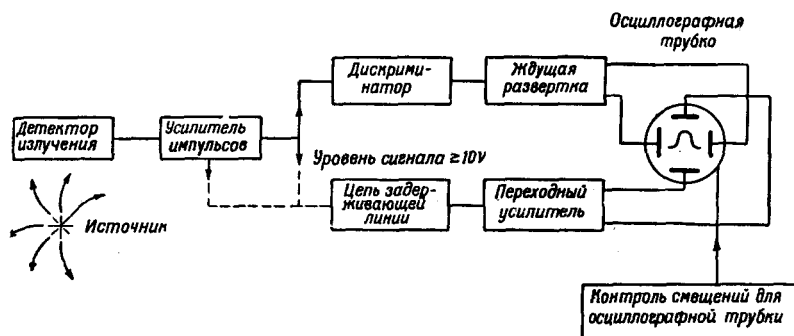 Осциллографная
трубко
Дискрими-
натор
Ждущая
развертка
Детектор
излучения
Усилитель
импульсов
Уровень сигнала ≥10V
Цепь задер-
живающей
линии
Переходный
усилитель
Источник
Контроль смещений для
осциллографной трубки